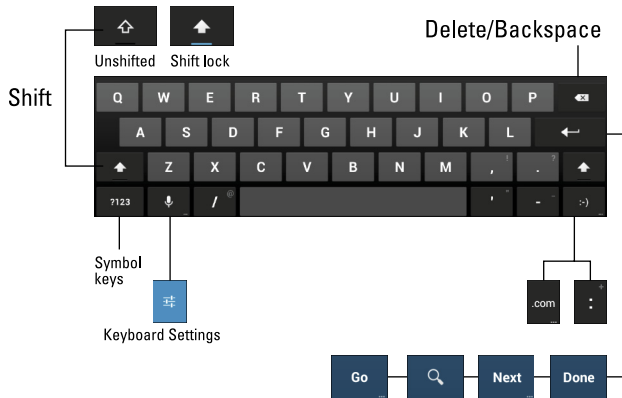 Delete/Backspace
Unshifted Shift lock
Shift
Q W E R T Y U I O P
A S D F G H J K L
Z X C V B N M , ! . ?
?123 / @ ' " - _ :-)
Symbol
keys
.com : +
Keyboard Settings
Go Next Done